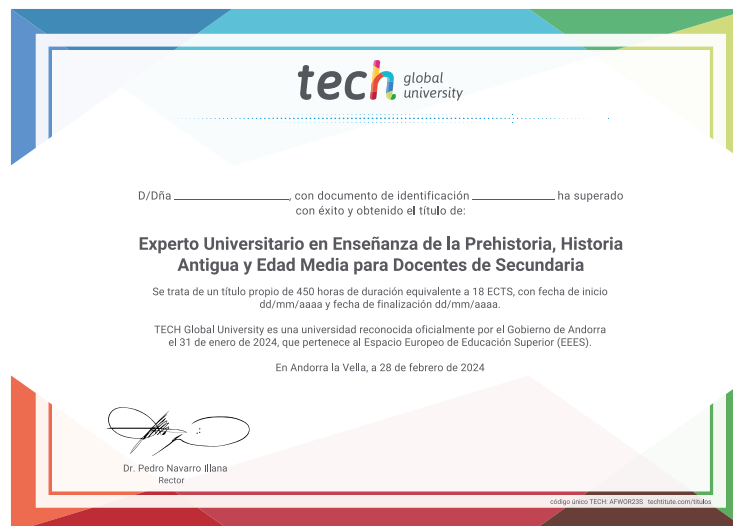 tech global university
D/Dña ________________, con documento de identificación ____________ ha superado
con éxito y obtenido el título de:
Experto Universitario en Enseñanza de la Prehistoria, Historia
Antigua y Edad Media para Docentes de Secundaria
Se trata de un título propio de 450 horas de duración equivalente a 18 ECTS, con fecha de inicio
dd/mm/aaaa y fecha de finalización dd/mm/aaaa.
TECH Global University es una universidad reconocida oficialmente por el Gobierno de Andorra
el 31 de enero de 2024, que pertenece al Espacio Europeo de Educación Superior (EEES).
En Andorra la Vella, a 28 de febrero de 2024
Dr. Pedro Navarro Illana
Rector
código único TECH: AFWOR23S techtitute.com/titulos